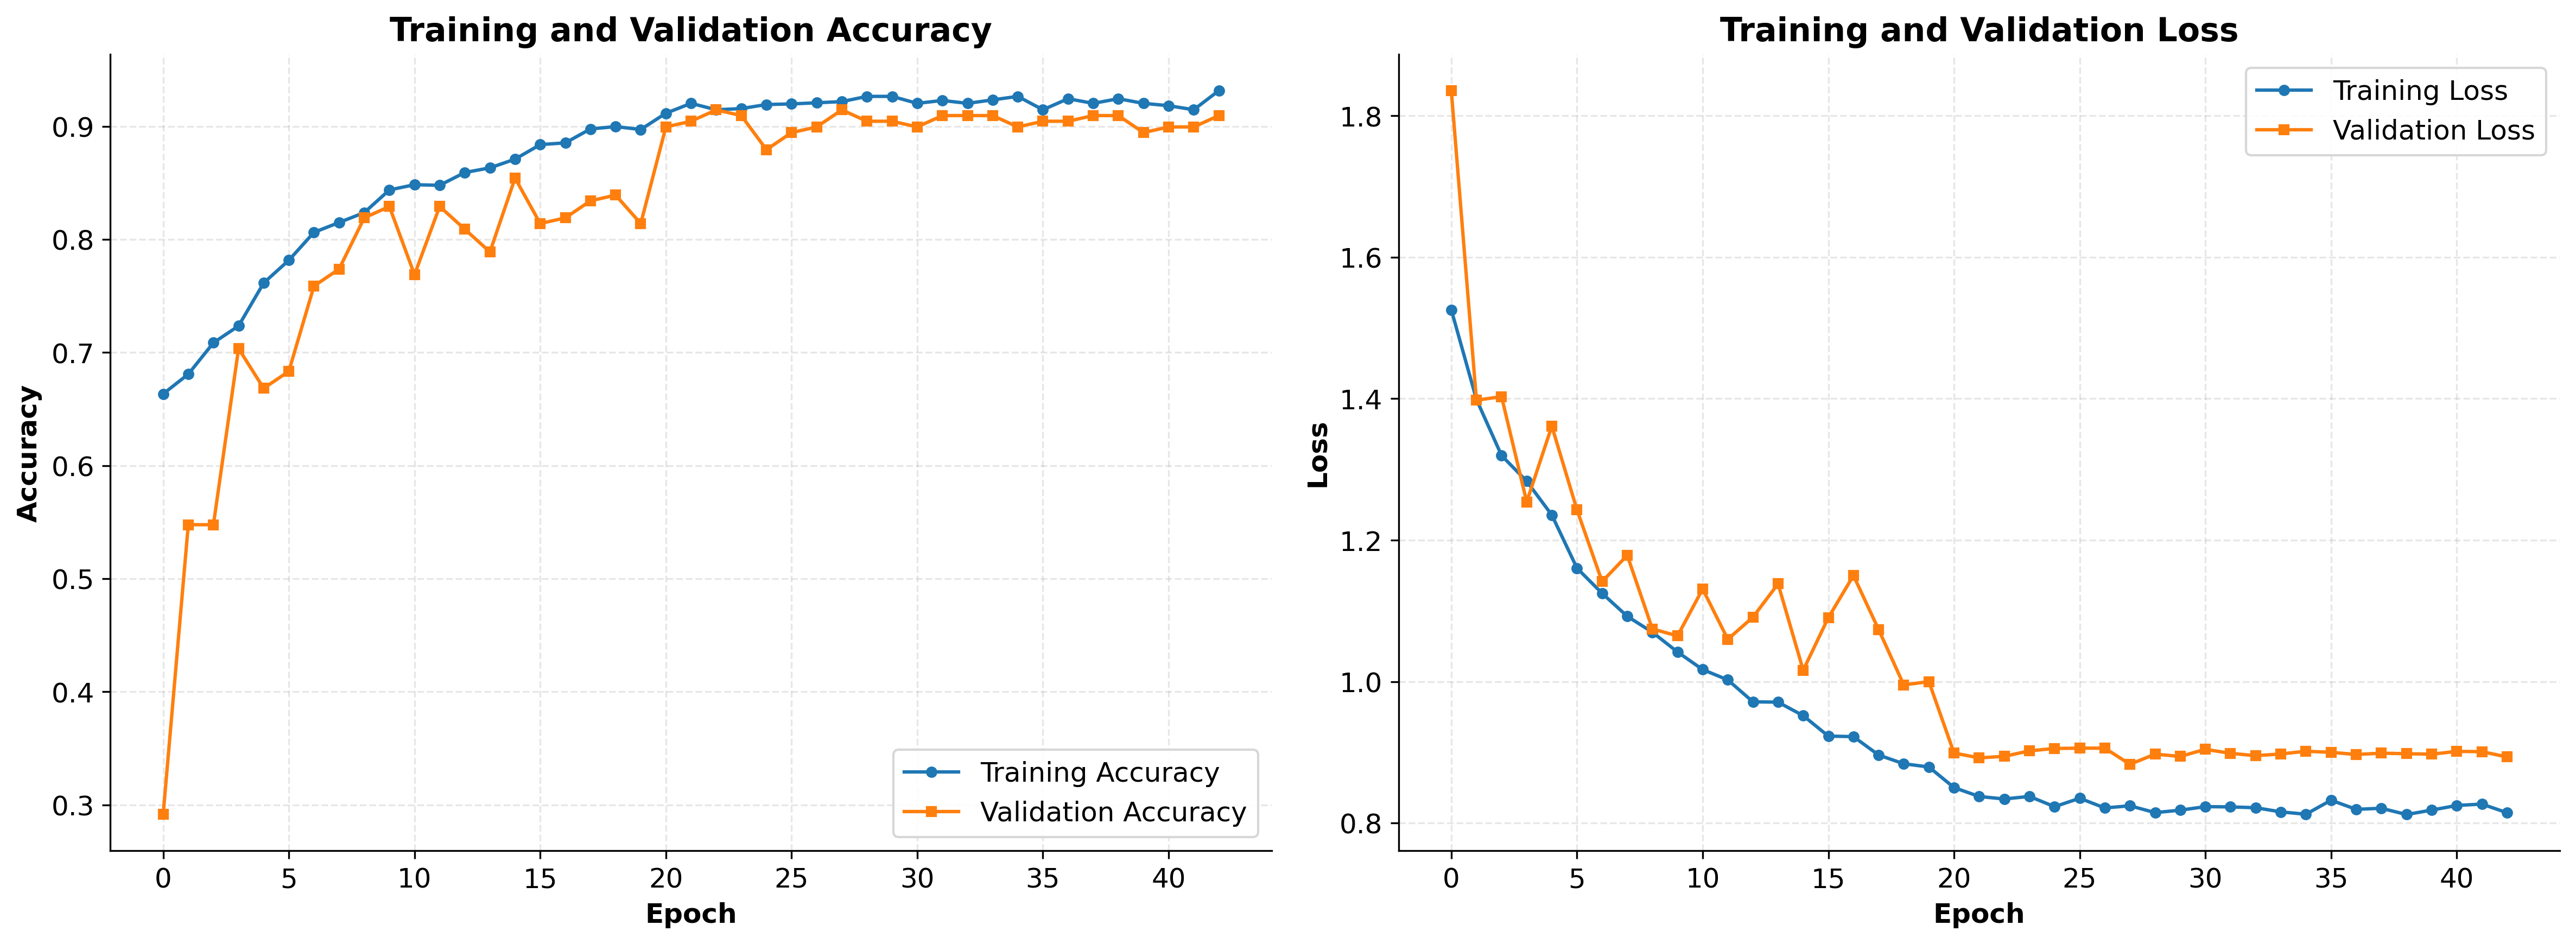 Training and Validation Accuracy
Accuracy
0.9
0.8
0.7
0.6
0.5
0.4
0.3
Training Accuracy
Validation Accuracy
0 5 10 15 20 25 30 35 40
Epoch
Training and Validation Loss
Loss
1.8
1.6
1.4
1.2
1.0
0.8
Training Loss
Validation Loss
0 5 10 15 20 25 30 35 40
Epoch